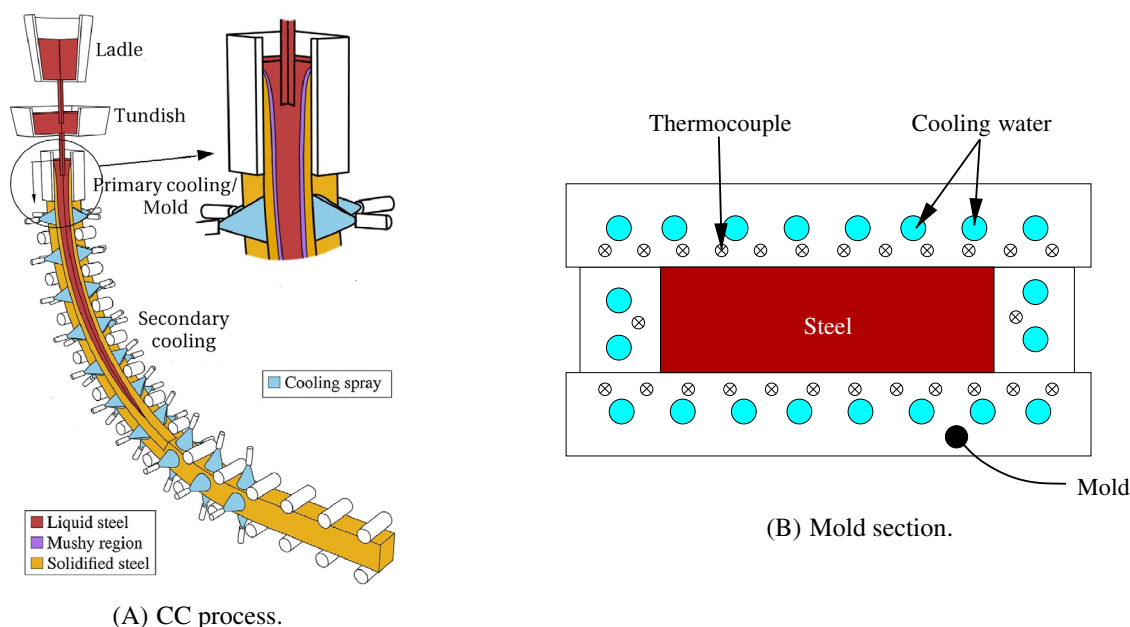 Ladle
Tundish
Primary cooling/
Mold
Secondary
cooling
Cooling spray
Liquid steel
Mushy region
Solidified steel
(A) CC process.
Thermocouple
Cooling water
Steel
Mold
(B) Mold section.